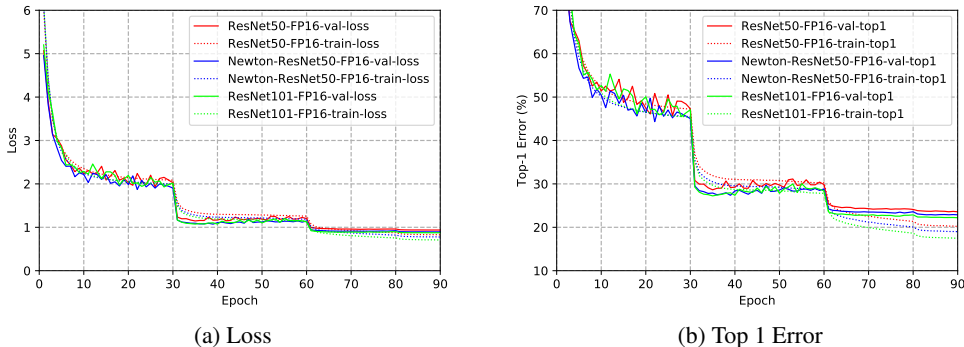 6
5
4
3
2
1
0
Loss
0 10 20 30 40 50 60 70 80 90
Epoch
ResNet50-FP16-val-loss
ResNet50-FP16-train-loss
Newton-ResNet50-FP16-val-loss
Newton-ResNet50-FP16-train-loss
ResNet101-FP16-val-loss
ResNet101-FP16-train-loss
(a) Loss
70
60
50
40
30
20
10
Top-1 Error (%)
0 10 20 30 40 50 60 70 80 90
Epoch
ResNet50-FP16-val-top1
ResNet50-FP16-train-top1
Newton-ResNet50-FP16-val-top1
Newton-ResNet50-FP16-train-top1
ResNet101-FP16-val-top1
ResNet101-FP16-train-top1
(b) Top 1 Error